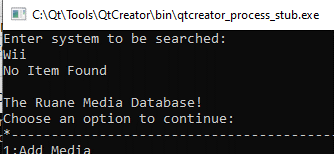 C:\Qt\Tools\QtCreator\bin\qtcreator_process_stub.exe
Enter system to be searched:
Wii
No Item Found
The Ruane Media Database!
Choose an option to continue:
*-----------------------------------------
1:Add Media